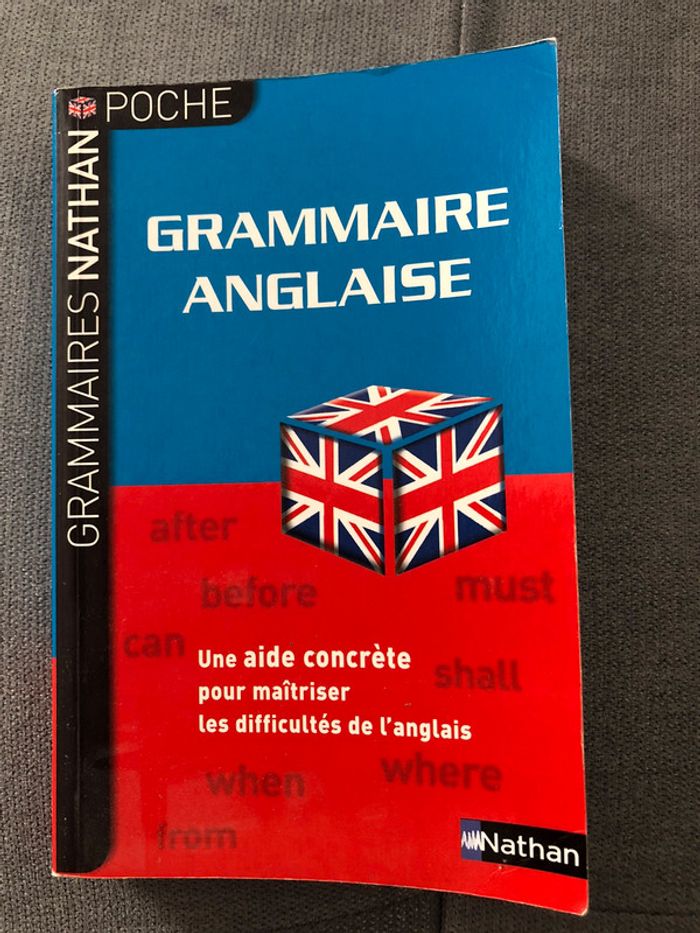 POCHE
GRAMMAIRES NATHAN
GRAMMAIRE
ANGLAISE
after
before
must
can
Une aide concrète
shall
pour maîtriser
les difficultés de l'anglais
where
when
from
Nathan